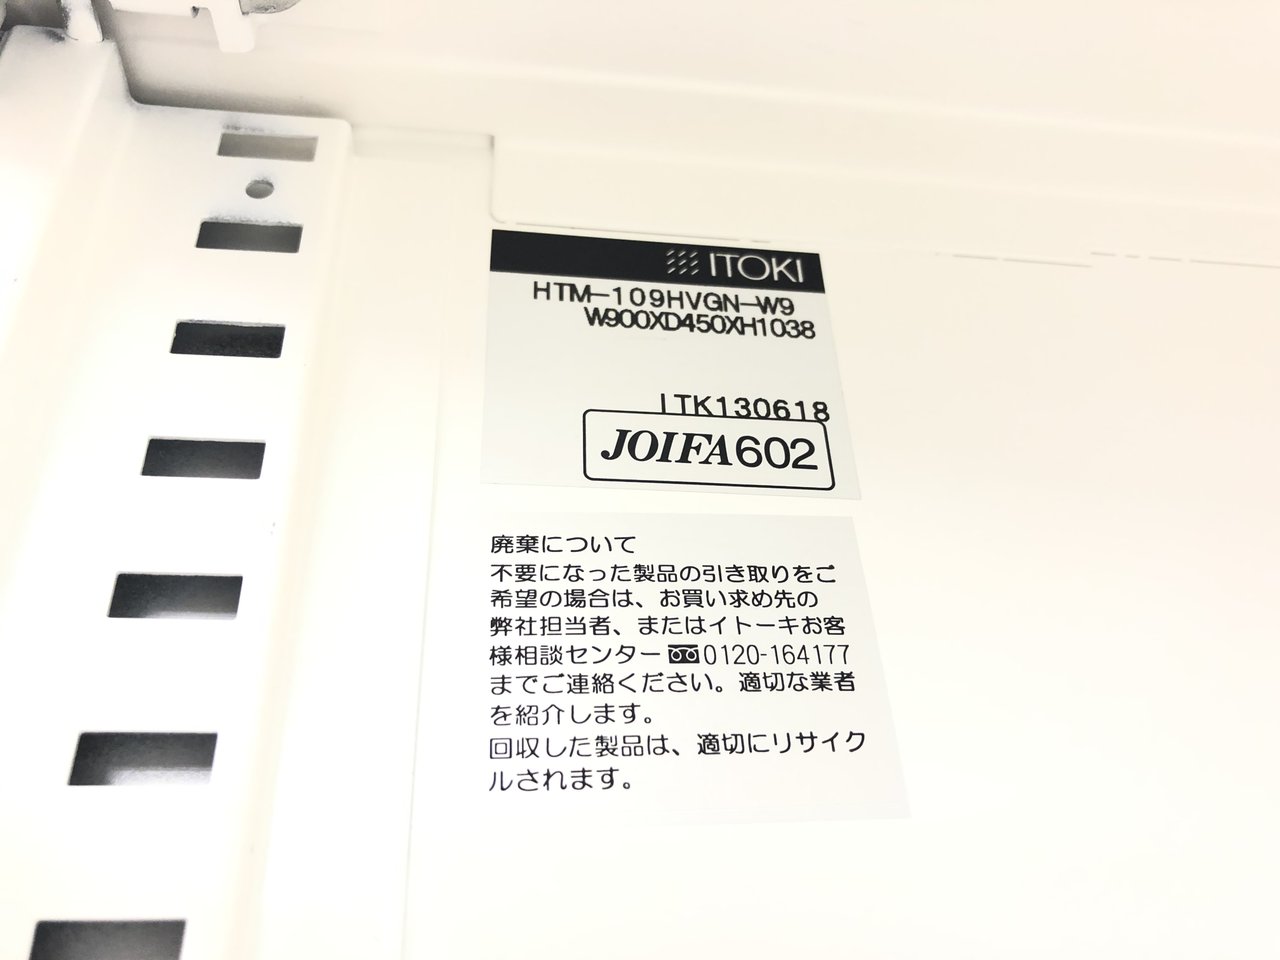 ITOKI
HTM-109HVGN-W9
W900XD450XH1038
ITK130618
JOIFA602
廃棄について
不要になった製品の引き取りをご
希望の場合は、お買い求め先の
弊社担当者、またはイトーキお客
様相談センター0120-164177
までご連絡ください。適切な業者
を紹介します。
回収した製品は、適切にリサイク
ルされます。